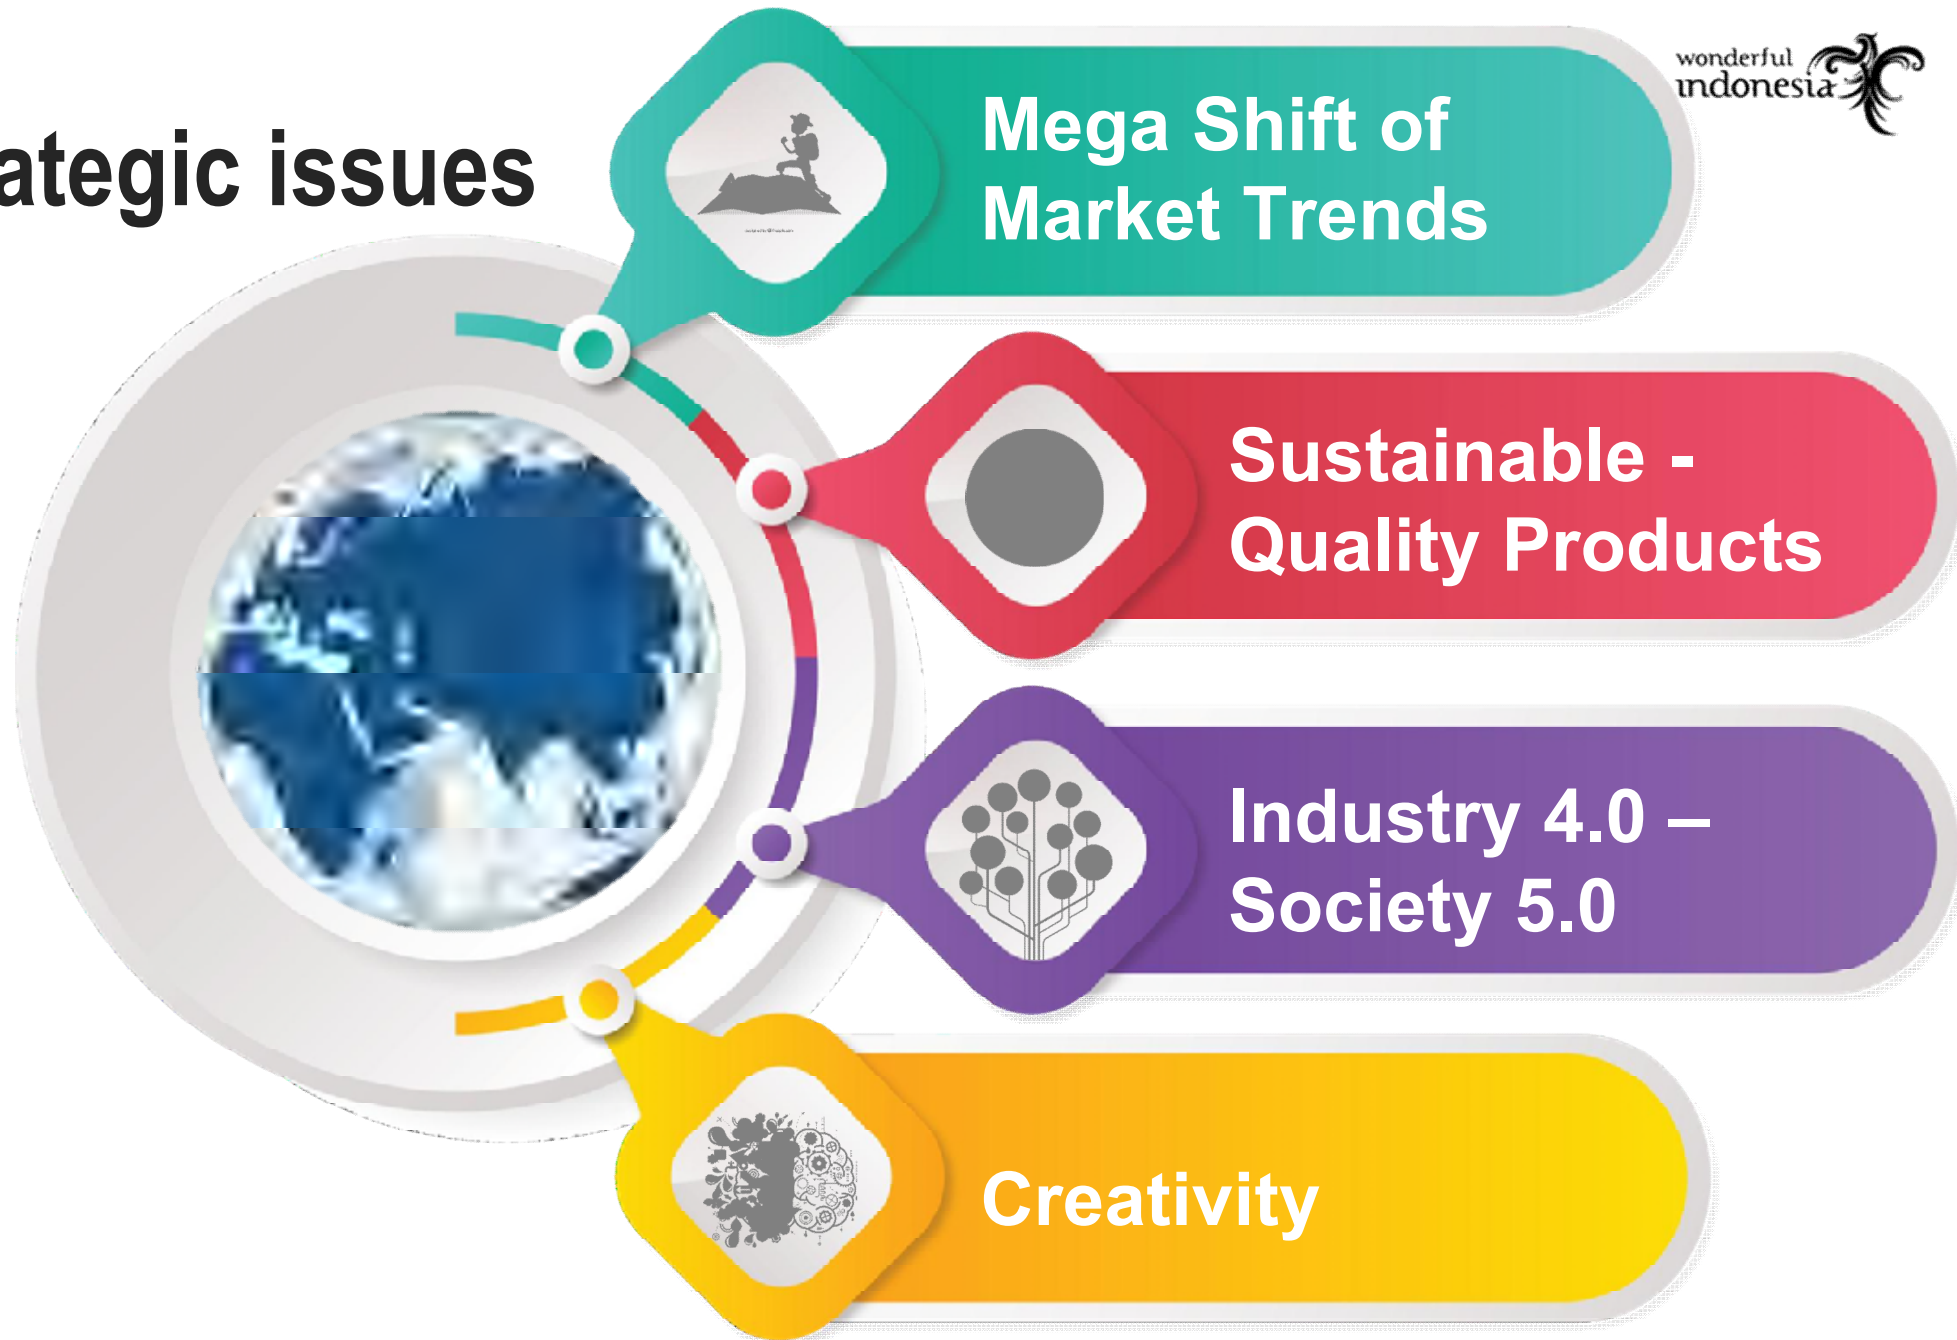 ategic issues
Mega Shift of
Market Trends
wonderful
indonesia
Sustainable -
Quality Products
Industry 4.0 –
Society 5.0
Creativity